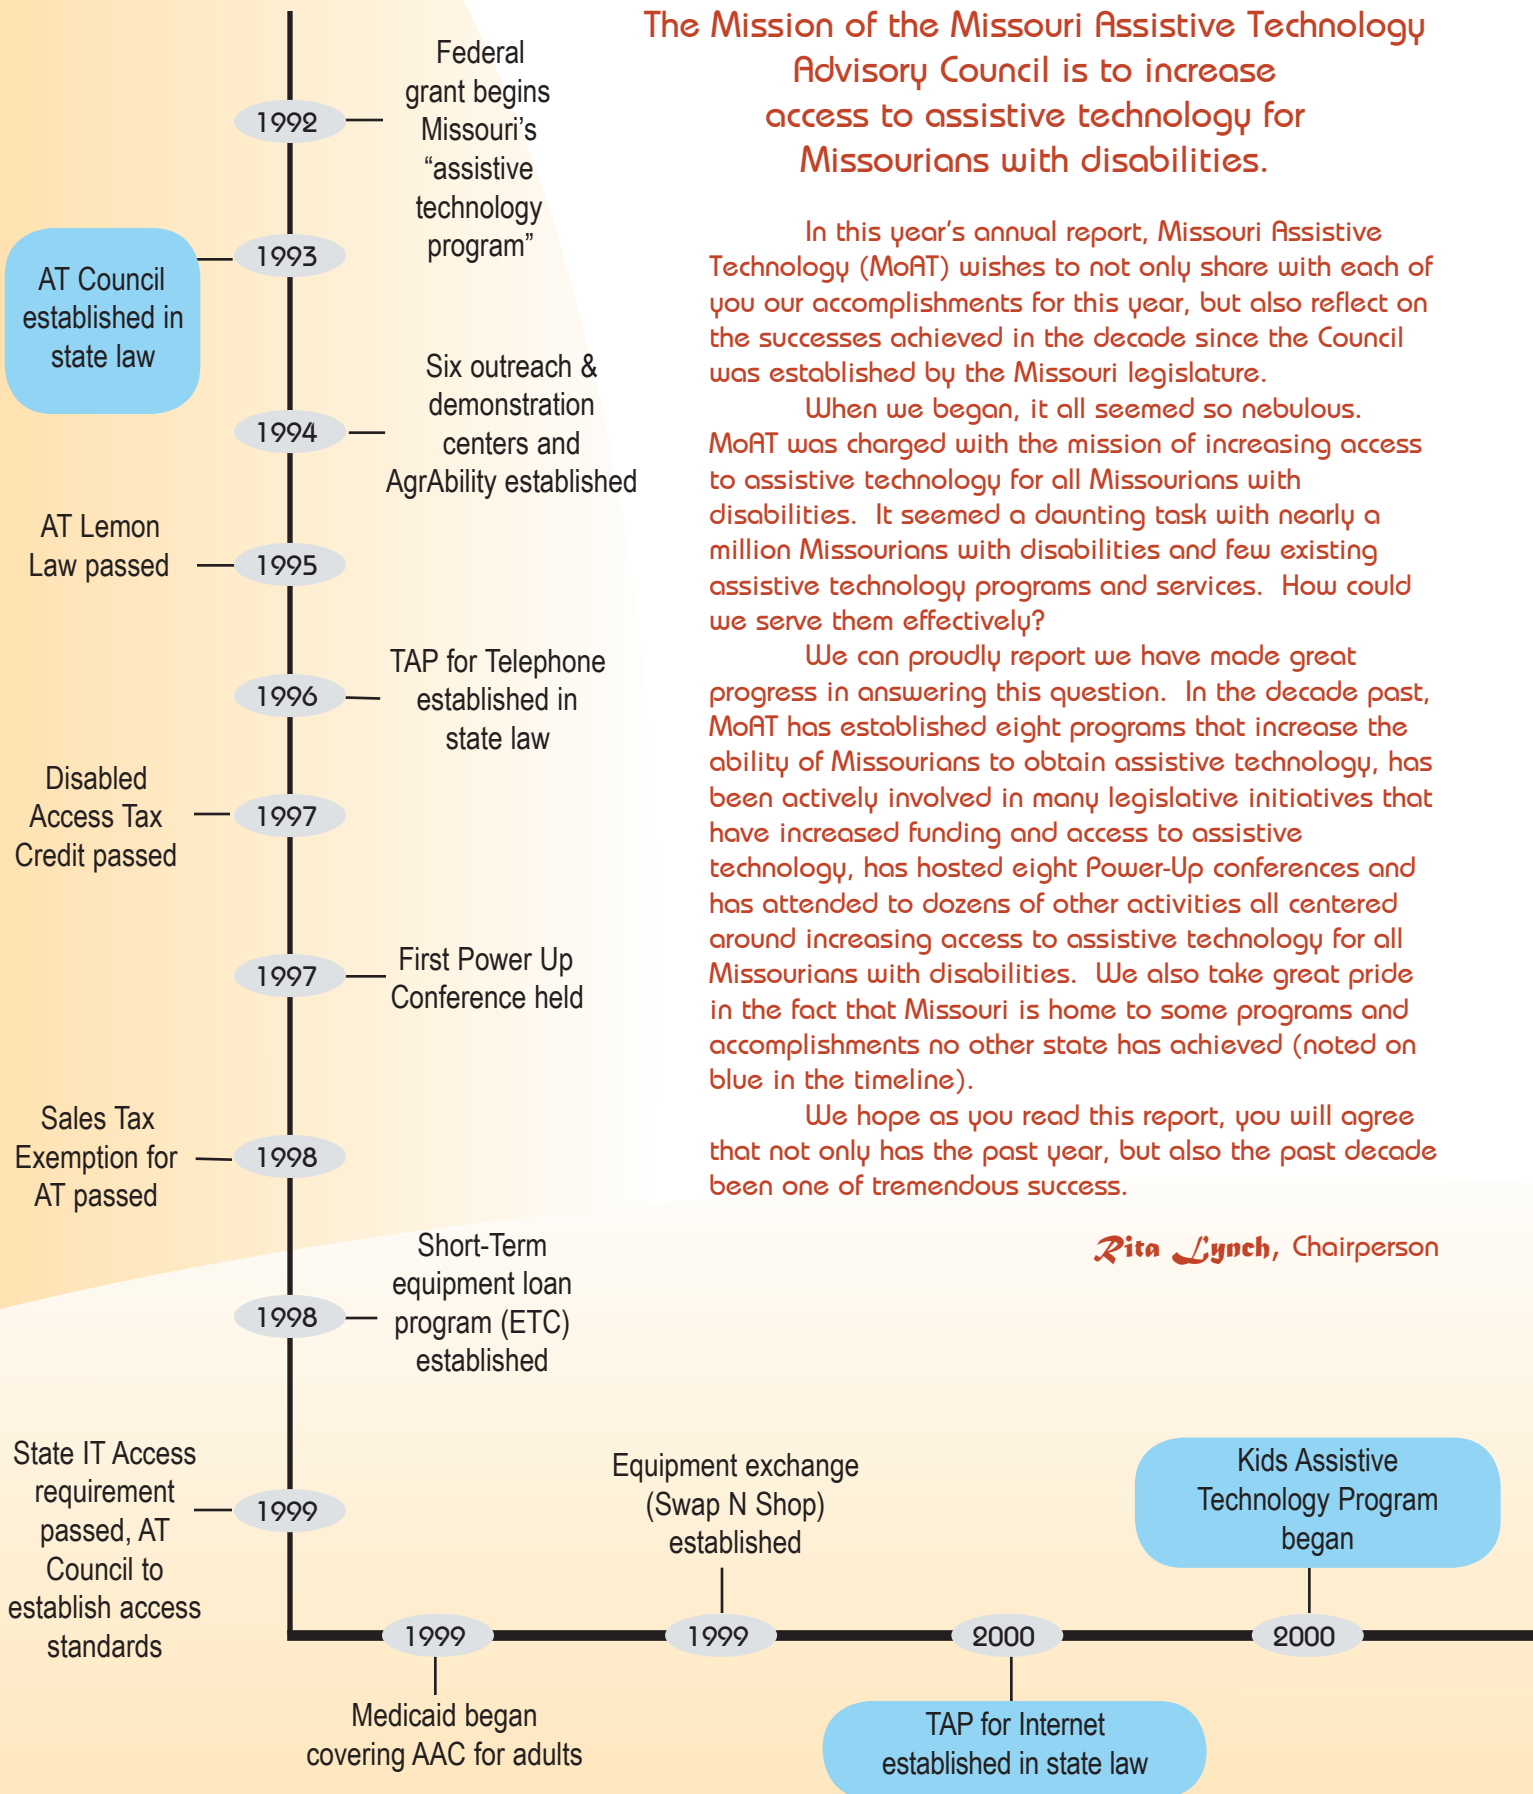 The Mission of the Missouri Assistive Technology
Advisory Council is to increase
access to assistive technology for
Missourians with disabilities.
In this year's annual report, Missouri Assistive
Technology (MoAT) wishes to not only share with each of
you our accomplishments for this year, but also reflect on
the successes achieved in the decade since the Council
was established by the Missouri legislature.
When we began, it all seemed so nebulous.
MoAT was charged with the mission of increasing access
to assistive technology for all Missourians with
disabilities.  It seemed a daunting task with nearly a
million Missourians with disabilities and few existing
assistive technology programs and services.  How could
we serve them effectively?
We can proudly report we have made great
progress in answering this question.  In the decade past,
MoAT has established eight programs that increase the
ability of Missourians to obtain assistive technology, has
been actively involved in many legislative initiatives that
have increased funding and access to assistive
technology, has hosted eight Power-Up conferences and
has attended to dozens of other activities all centered
around increasing access to assistive technology for all
Missourians with disabilities.  We also take great pride
in the fact that Missouri is home to some programs and
accomplishments no other state has achieved (noted on
blue in the timeline).
We hope as you read this report, you will agree
that not only has the past year, but also the past decade
been one of tremendous success.
Rita Lynch, Chairperson
1992
Federal
grant begins
Missouri's
“assistive
technology
program”
1993
AT Council
established in
state law
1994
Six outreach &
demonstration
centers and
AgrAbility established
1995
AT Lemon
Law passed
1996
TAP for Telephone
established in
state law
1997
Disabled
Access Tax
Credit passed
1997
First Power Up
Conference held
1998
Sales Tax
Exemption for
AT passed
1998
Short-Term
equipment loan
program (ETC)
established
1999
State IT Access
requirement
passed, AT
Council to
establish access
standards
1999
Medicaid began
covering AAC for adults
1999
Equipment exchange
(Swap N Shop)
established
2000
TAP for Internet
established in state law
2000
Kids Assistive
Technology Program
began